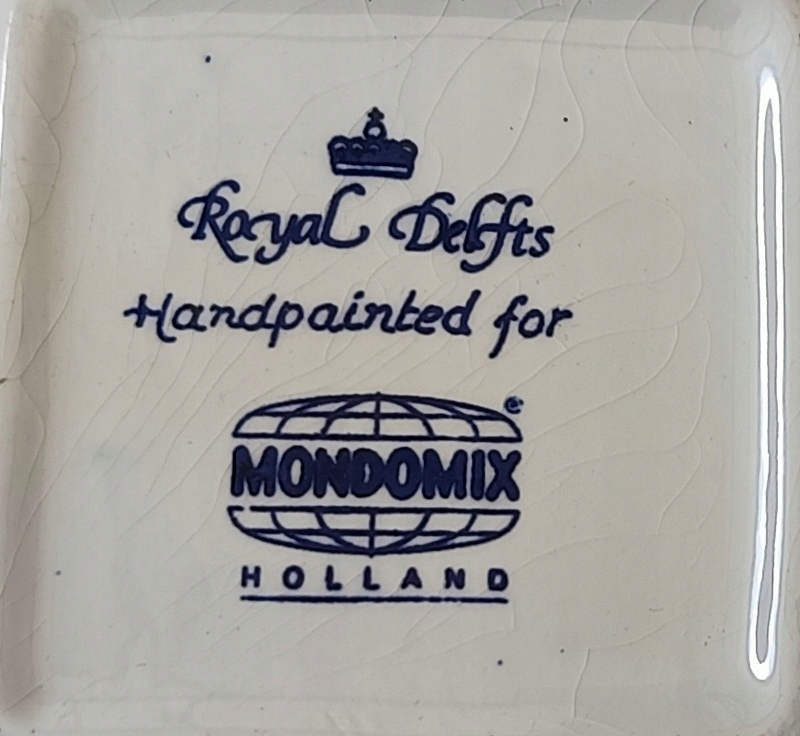 Royal Delfts
Handpainted for
MONDOMIX®
HOLLAND